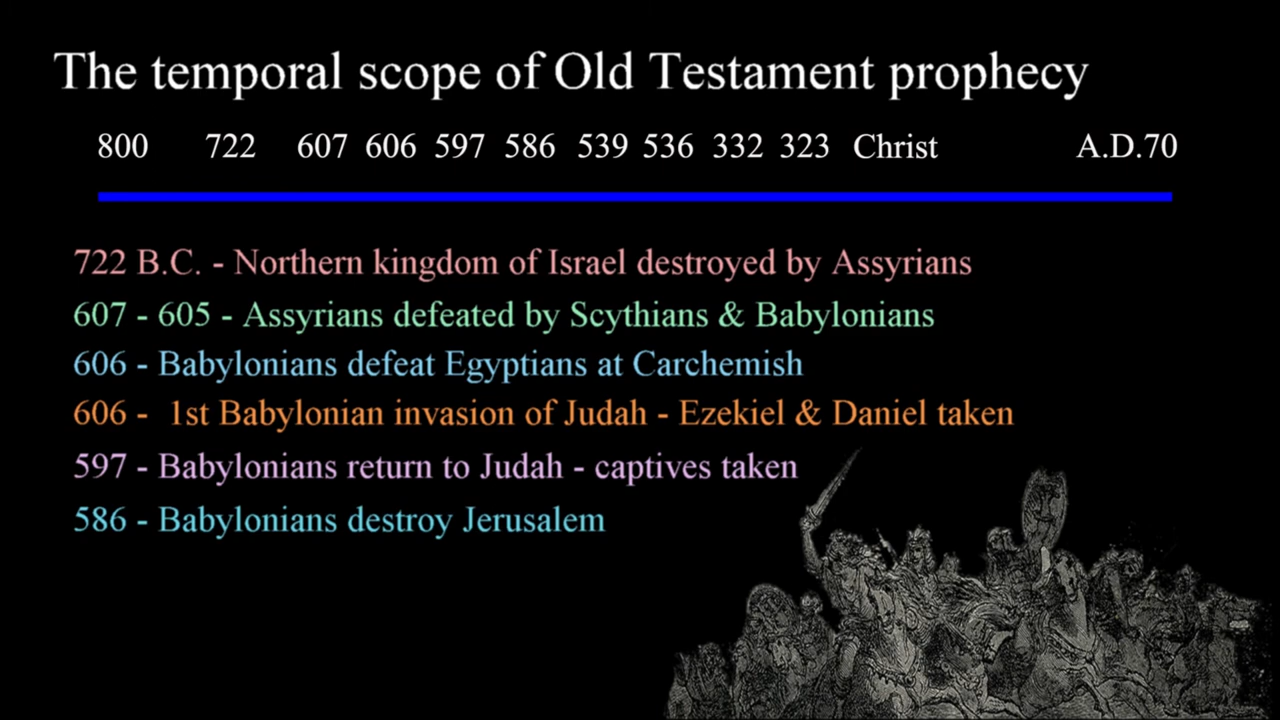 The temporal scope of Old Testament prophecy
800 722 607 606 597 586 539 536 332 323 Christ A.D.70
722 B.C. - Northern kingdom of Israel destroyed by Assyrians
607 - 605 - Assyrians defeated by Scythians & Babylonians
606 - Babylonians defeat Egyptians at Carchemish
606 - 1st Babylonian invasion of Judah - Ezekiel & Daniel taken
597 - Babylonians return to Judah - captives taken
586 - Babylonians destroy Jerusalem